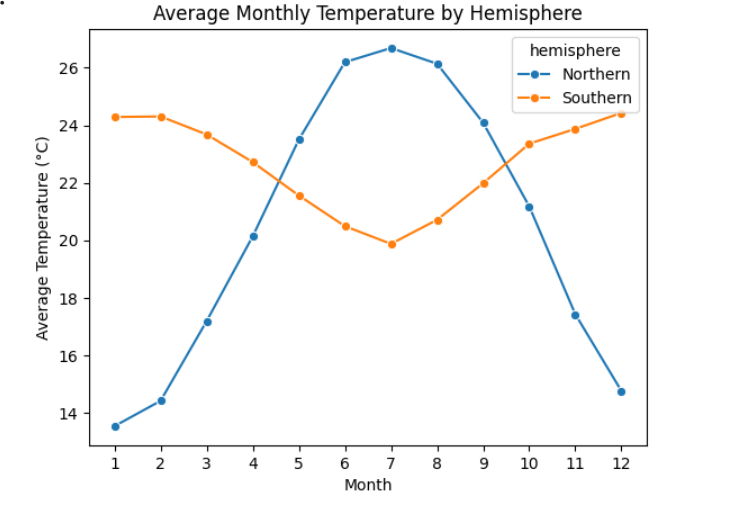 Average Monthly Temperature by Hemisphere
hemisphere
Northern
Southern
Average Temperature (°C)
26
24
22
20
18
16
14
1 2 3 4 5 6 7 8 9 10 11 12
Month